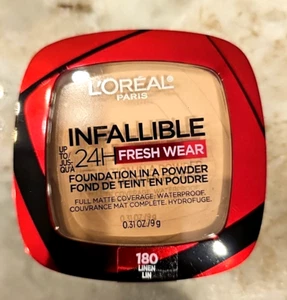 L'ORÉAL
PARIS
INFALLIBLE
UP TO
JUSQU'À
24H FRESH WEAR
FOUNDATION IN A POWDER
FOND DE TEINT EN POUDRE
FULL MATTE COVERAGE. WATERPROOF.
COUVRANCE MAT COMPLÈTE. HYDROFUGE.
0.31 OZ/9 g
180
LINEN
LIN